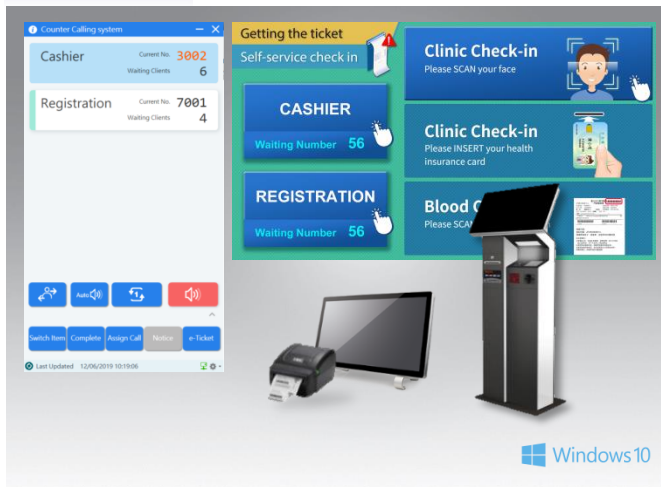 Counter Calling system
Cashier
Current No. 3002
Waiting Clients 6
Registration
Current No. 7001
Waiting Clients 4
Auto
Switch Item
Complete
Assign Call
Notice
e-Ticket
Last Updated 12/06/2019 10:19:06
Getting the ticket
Self-service check in
CASHIER
Waiting Number 56
REGISTRATION
Waiting Number 56
Clinic Check-in
Please SCAN your face
Clinic Check-in
Please INSERT your health
insurance card
Blood
Please
Windows 10